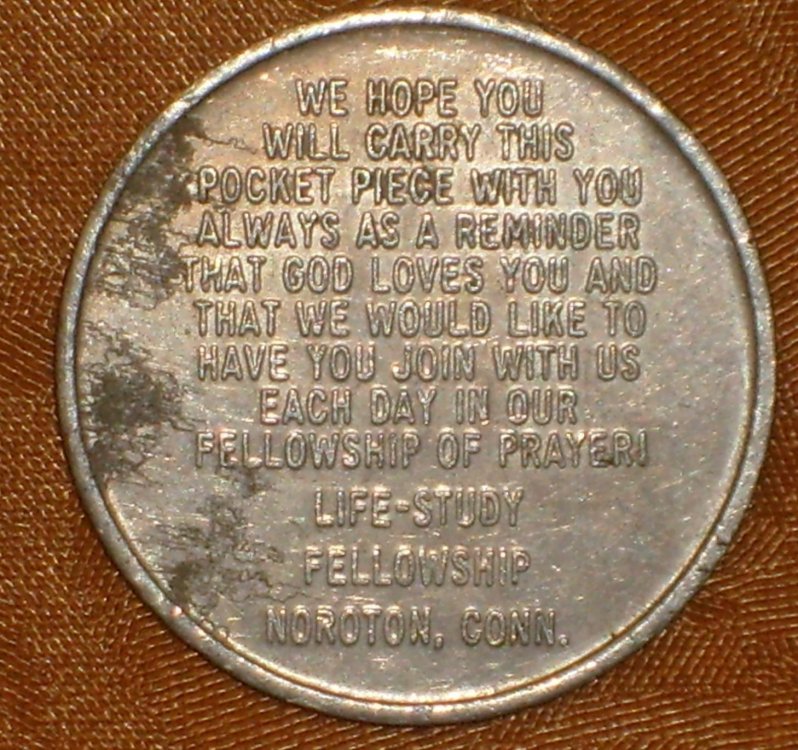 WE HOPE YOU
WILL CARRY THIS
POCKET PIECE WITH YOU
ALWAYS AS A REMINDER
THAT GOD LOVES YOU AND
THAT WE WOULD LIKE TO
HAVE YOU JOIN WITH US
EACH DAY IN OUR
FELLOWSHIP OF PRAYER!
LIFE-STUDY
FELLOWSHIP
NOROTON, CONN.